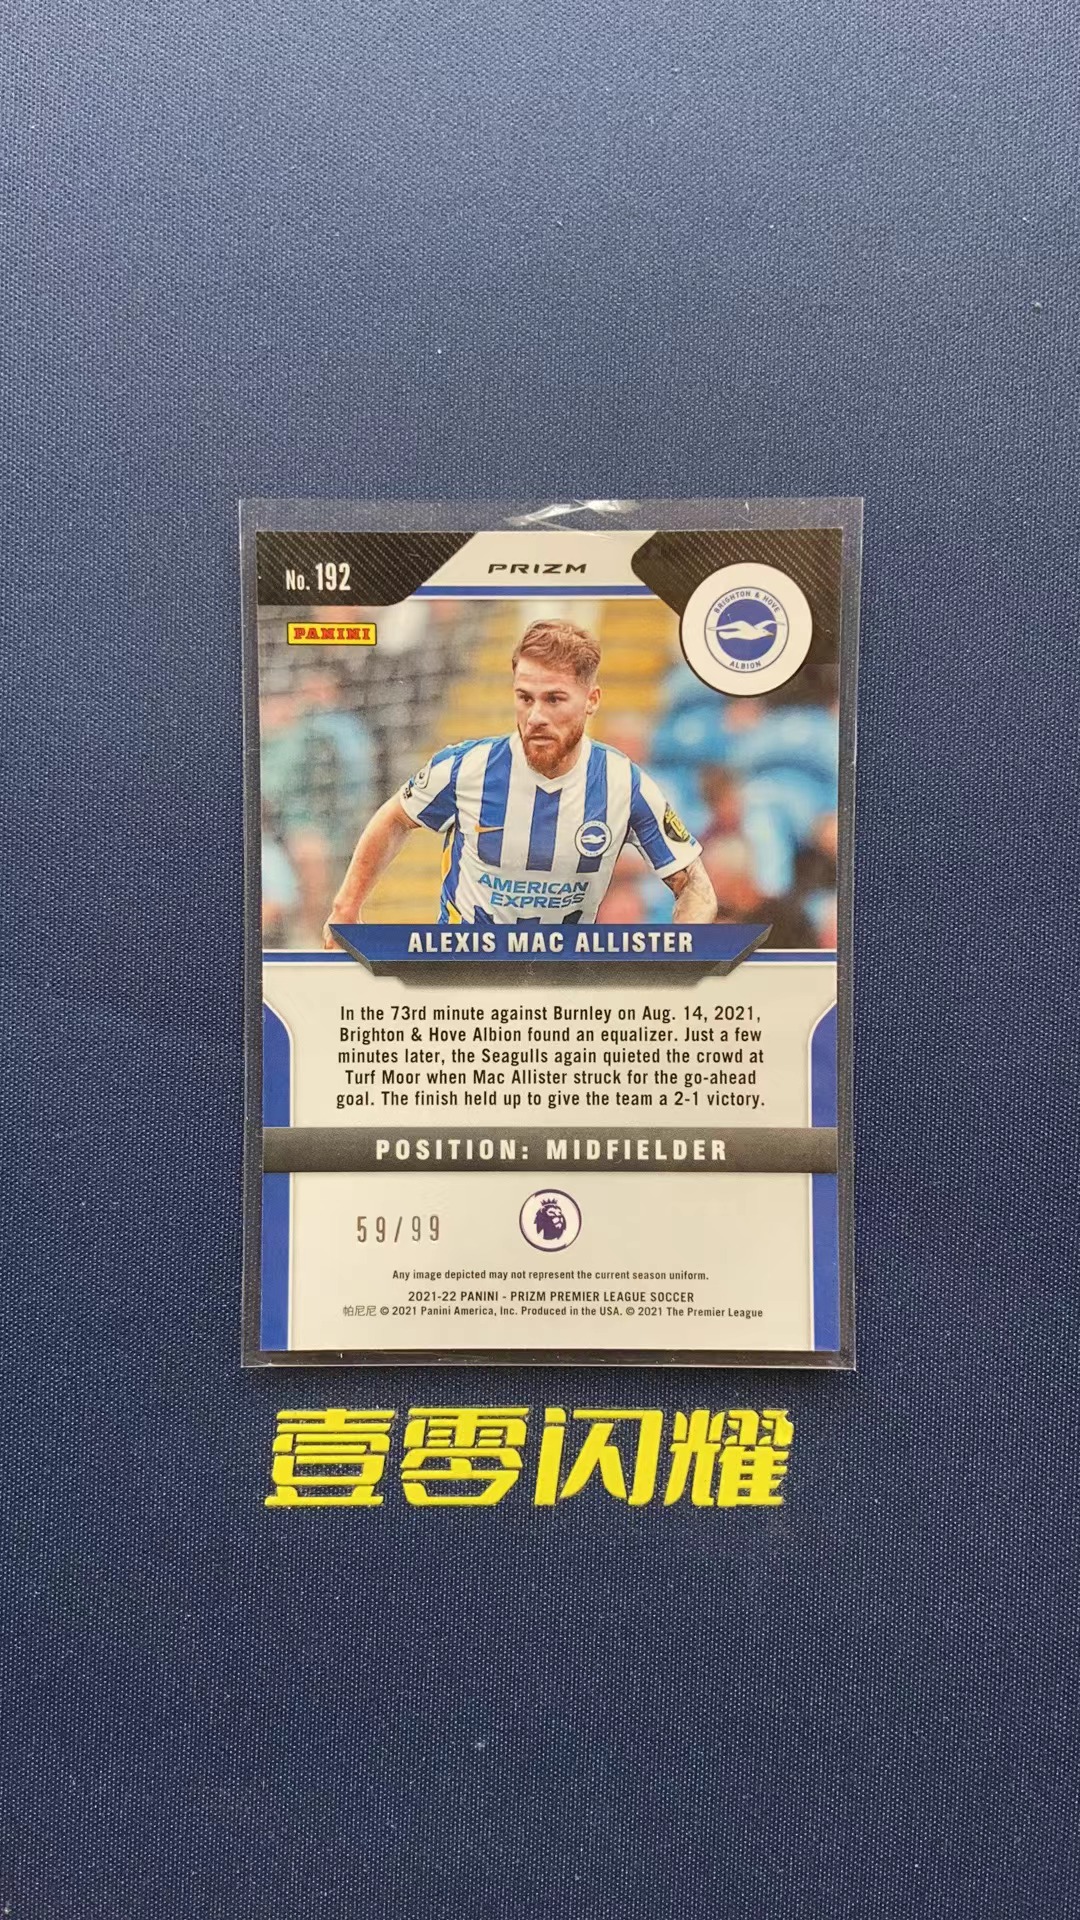 No. 192
PRIZM
PANINI
BRIGHTON & HOVE
ALBION
AMERICAN
EXPRESS
ALEXIS MAC ALLISTER
In the 73rd minute against Burnley on Aug. 14, 2021,
Brighton & Hove Albion found an equalizer. Just a few
minutes later, the Seagulls again quieted the crowd at
Turf Moor when Mac Allister struck for the go-ahead
goal. The finish held up to give the team a 2-1 victory.
POSITION: MIDFIELDER
59/99
Any image depicted may not represent the current season uniform.
2021-22 PANINI - PRIZM PREMIER LEAGUE SOCCER
帕尼尼 © 2021 Panini America, Inc. Produced in the USA. © 2021 The Premier League
壹零闪耀